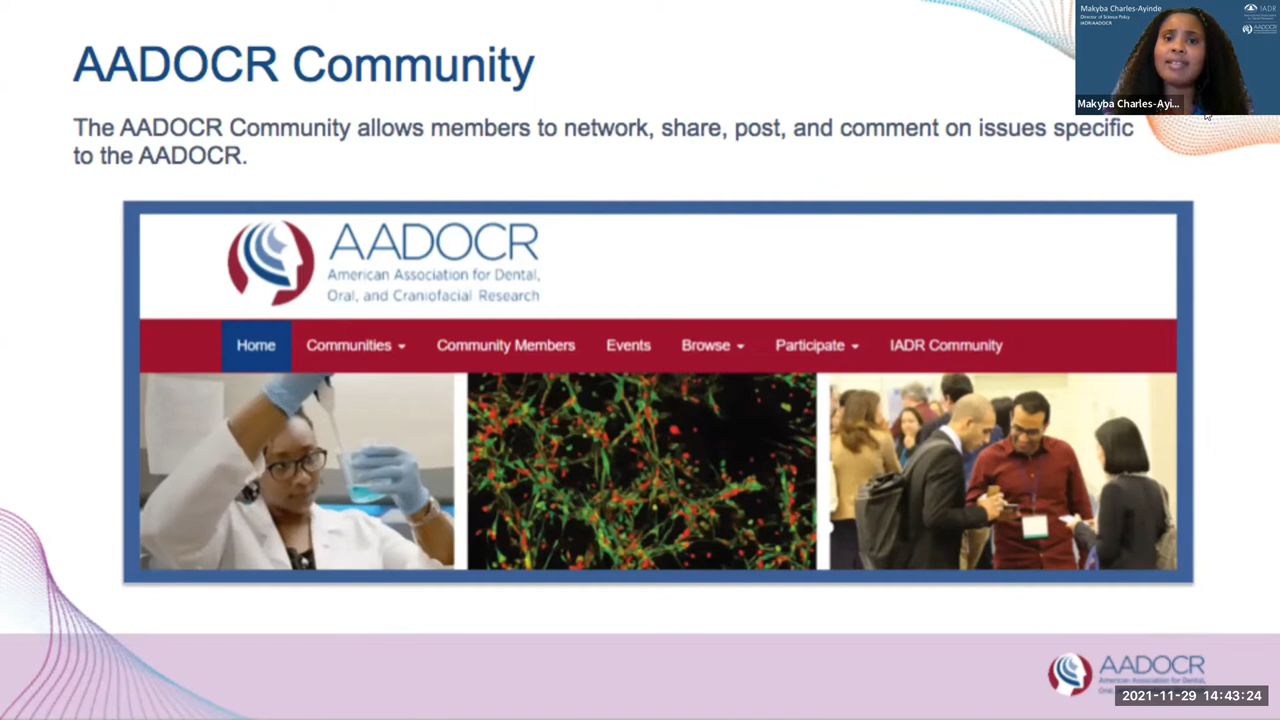 AADOCR Community
The AADOCR Community allows members to network, share, post, and comment on issues specific
to the AADOCR.
Makyba Charles-Ayinde
Director of Science Policy
IADR/AADOCR
IADR
AADOCR
Makyba Charles-Ayi...
AADOCR
American Association for Dental,
Oral, and Craniofacial Research
Home Communities Community Members Events Browse Participate IADR Community
AADOCR
American Association for Dental,
2021-11-29 14:43:24